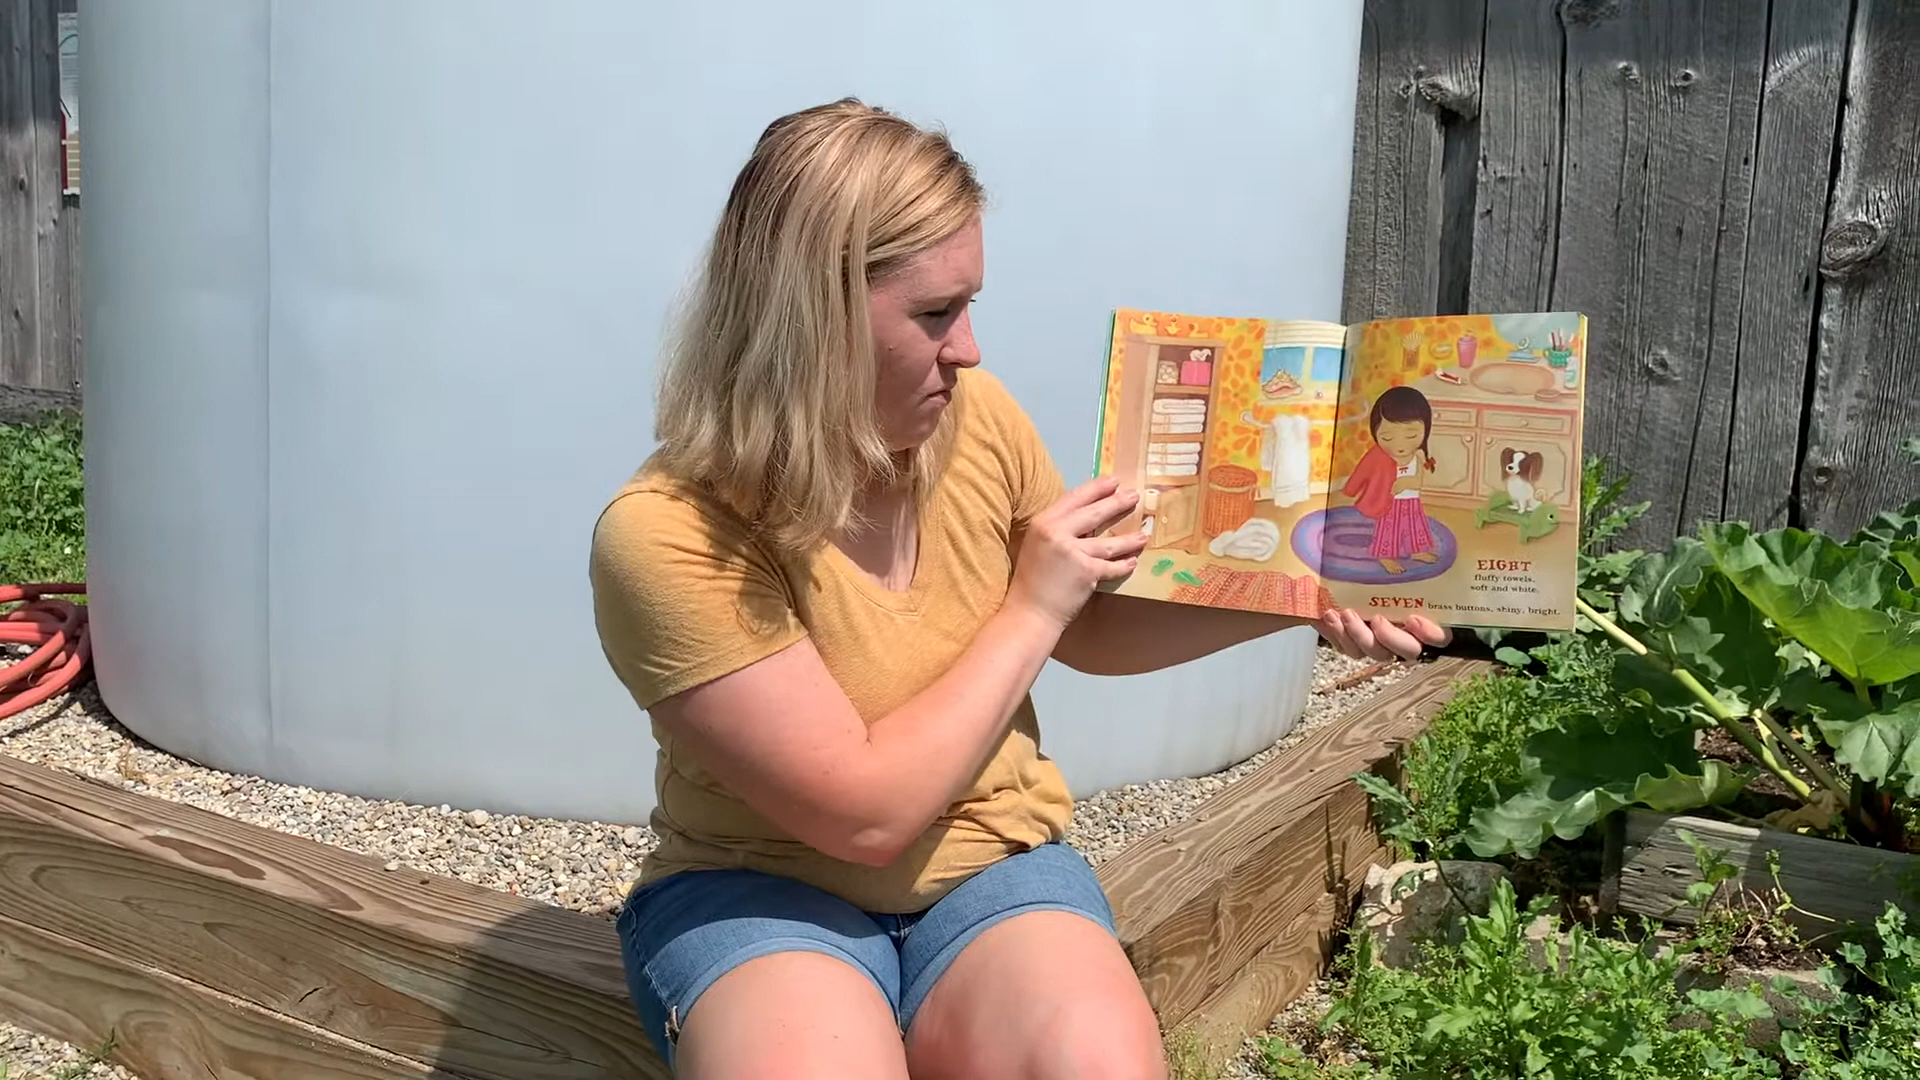 EIGHT
fluffy towels,
soft and white.
SEVEN brass buttons, shiny, bright.